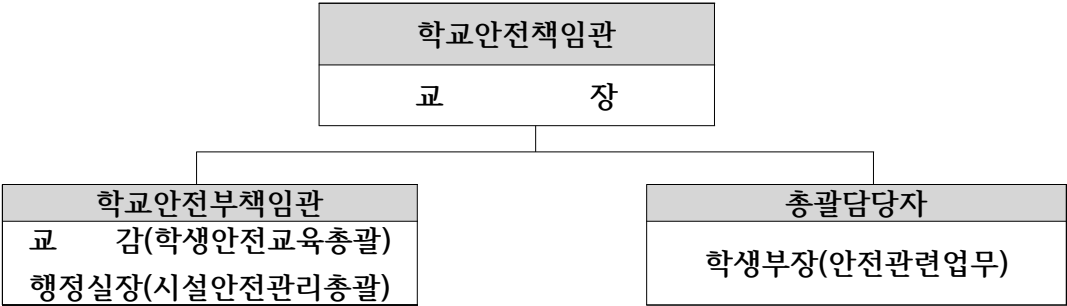 학교안전책임관
교 장
학교안전부책임관
교 감(학생안전교육총괄)
행정실장(시설안전관리총괄)
총괄담당자
학생부장(안전관련업무)